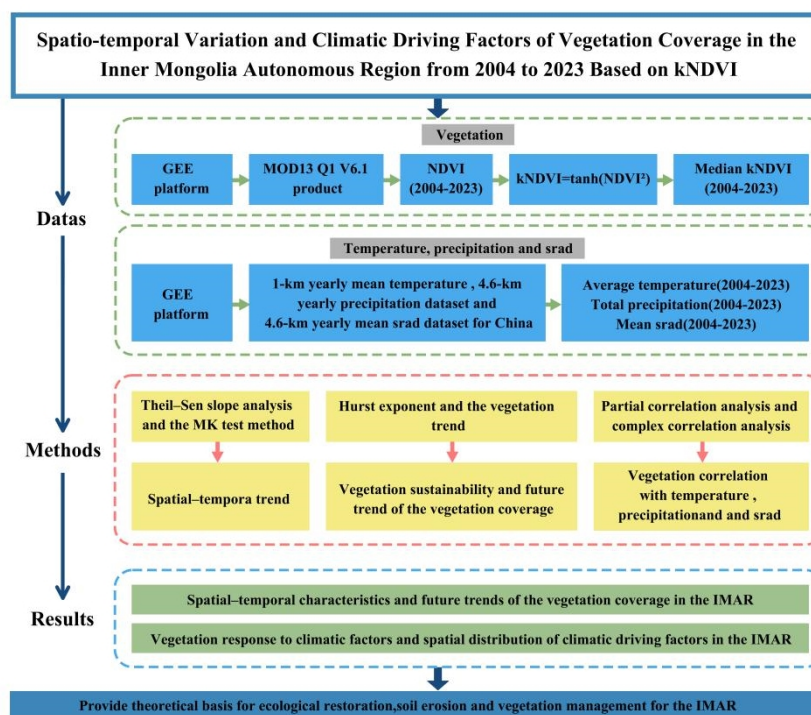 Spatio-temporal Variation and Climatic Driving Factors of Vegetation Coverage in the
Inner Mongolia Autonomous Region from 2004 to 2023 Based on kNDVI
Datas
Vegetation
GEE
platform
MOD13 Q1 V6.1
product
NDVI
(2004-2023)
kNDVI=tanh(NDVI²)
Median kNDVI
(2004-2023)
Temperature, precipitation and srad
GEE
platform
1-km yearly mean temperature , 4.6-km
yearly precipitation dataset and
4.6-km yearly mean srad dataset for China
Average temperature(2004-2023)
Total precipitation(2004-2023)
Mean srad(2004-2023)
Methods
Theil–Sen slope analysis
and the MK test method
Spatial–tempora trend
Hurst exponent and the vegetation
trend
Vegetation sustainability and future
trend of the vegetation coverage
Partial correlation analysis and
complex correlation analysis
Vegetation correlation
with temperature ,
precipitationand and srad
Results
Spatial–temporal characteristics and future trends of the vegetation coverage in the IMAR
Vegetation response to climatic factors and spatial distribution of climatic driving factors in the IMAR
Provide theoretical basis for ecological restoration,soil erosion and vegetation management for the IMAR